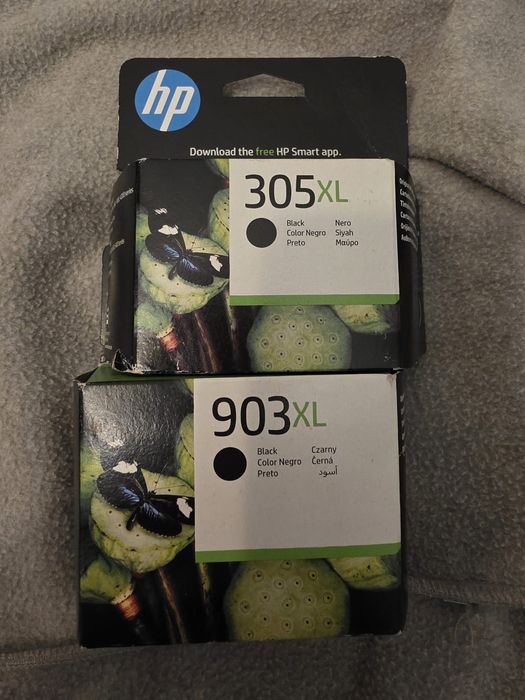 hp
Download the free HP Smart app.
305XL
Black Nero
Color Negro Siyah
Preto Μαύρο
903XL
Black Czarny
Color Negro Černá
Preto أسود